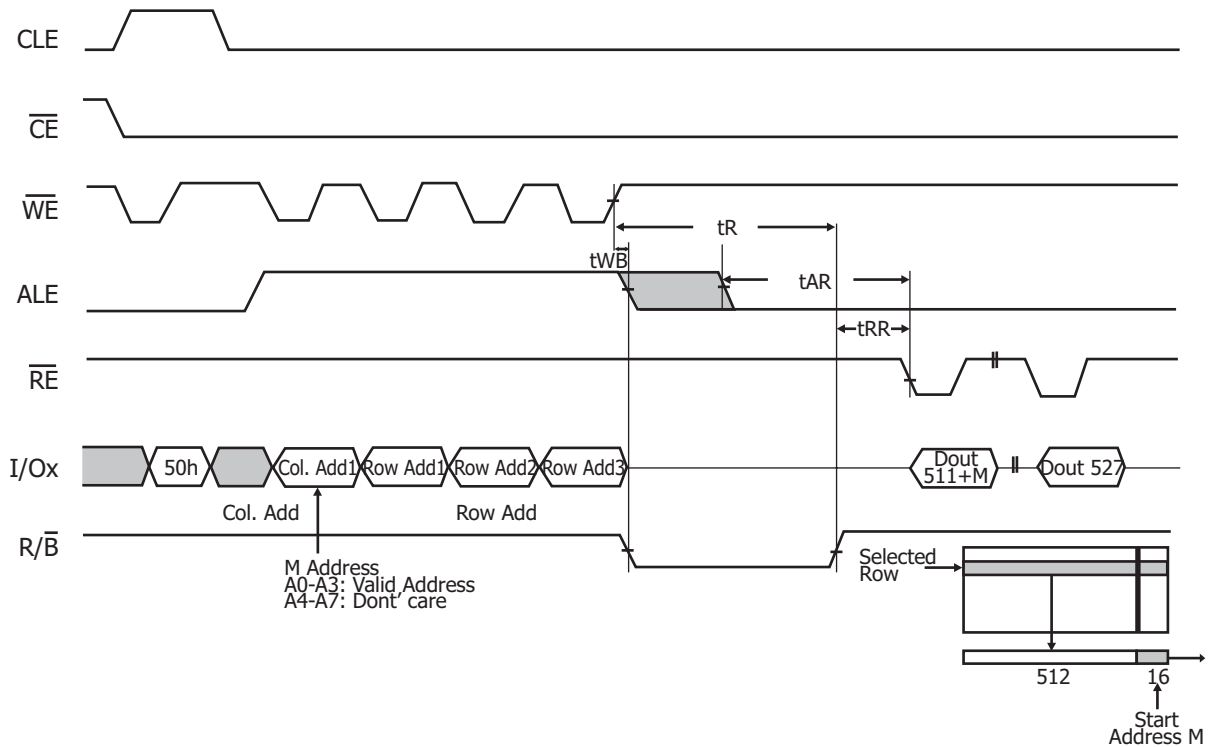 CLE
CE
WE
tR
tWB
ALE
tAR
tRR
RE
I/Ox
50h
Col. Add1
Row Add1
Row Add2
Row Add3
Dout
511+M
Dout 527
Col. Add
Row Add
R/B
M Address
A0-A3: Valid Address
A4-A7: Dont' care
Selected
Row
512
16
Start
Address M